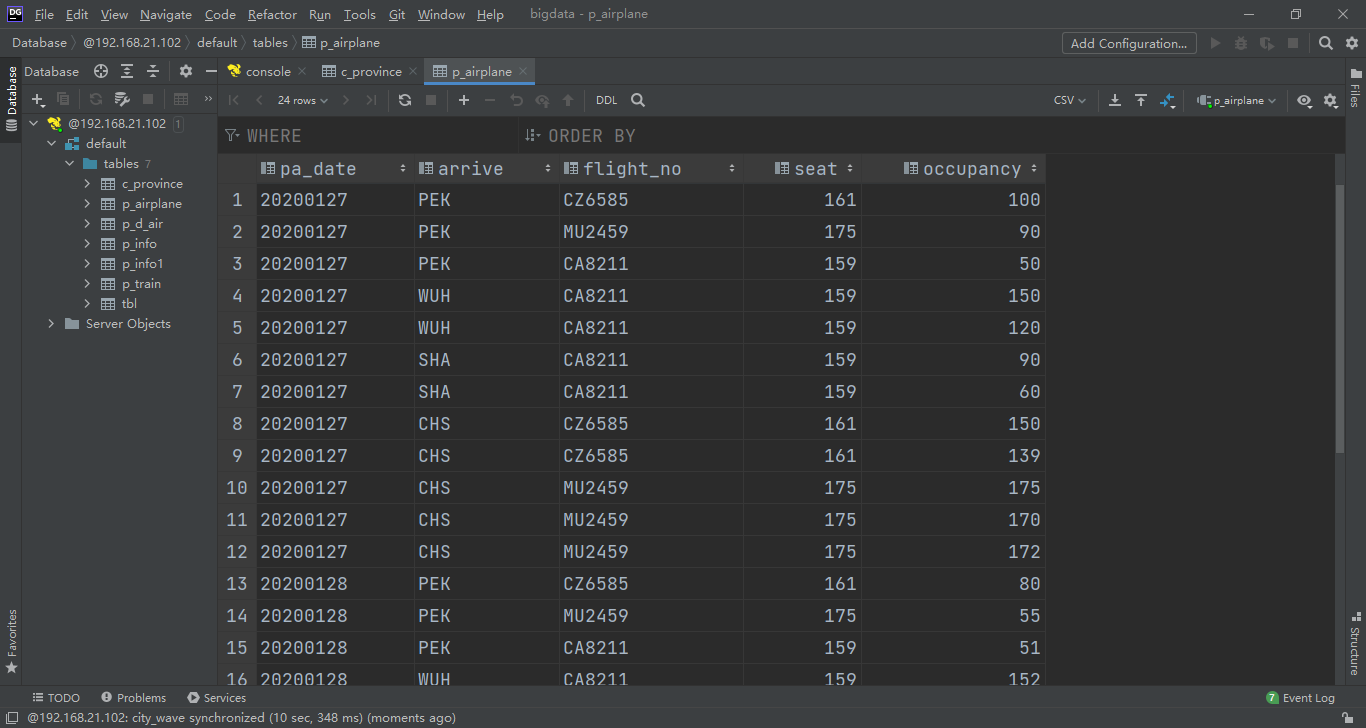 DG File Edit View Navigate Code Refactor Run Tools Git Window Help bigdata - p_airplane
Database @192.168.21.102 default tables p_airplane Add Configuration...
Database console c_province p_airplane
24 rows DDL CSV p_airplane
@192.168.21.102 1
default
tables 7
c_province
p_airplane
p_d_air
p_info
p_info1
p_train
tbl
Server Objects
WHERE ORDER BY
pa_date arrive flight_no seat occupancy
1 20200127 PEK CZ6585 161 100
2 20200127 PEK MU2459 175 90
3 20200127 PEK CA8211 159 50
4 20200127 WUH CA8211 159 150
5 20200127 WUH CA8211 159 120
6 20200127 SHA CA8211 159 90
7 20200127 SHA CA8211 159 60
8 20200127 CHS CZ6585 161 150
9 20200127 CHS CZ6585 161 139
10 20200127 CHS MU2459 175 175
11 20200127 CHS MU2459 175 170
12 20200127 CHS MU2459 175 172
13 20200128 PEK CZ6585 161 80
14 20200128 PEK MU2459 175 55
15 20200128 PEK CA8211 159 51
16 20200128 WUH CA8211 159 152
Database
Favorites
Files
Structure
TODO Problems Services 7 Event Log
@192.168.21.102: city_wave synchronized (10 sec, 348 ms) (moments ago)